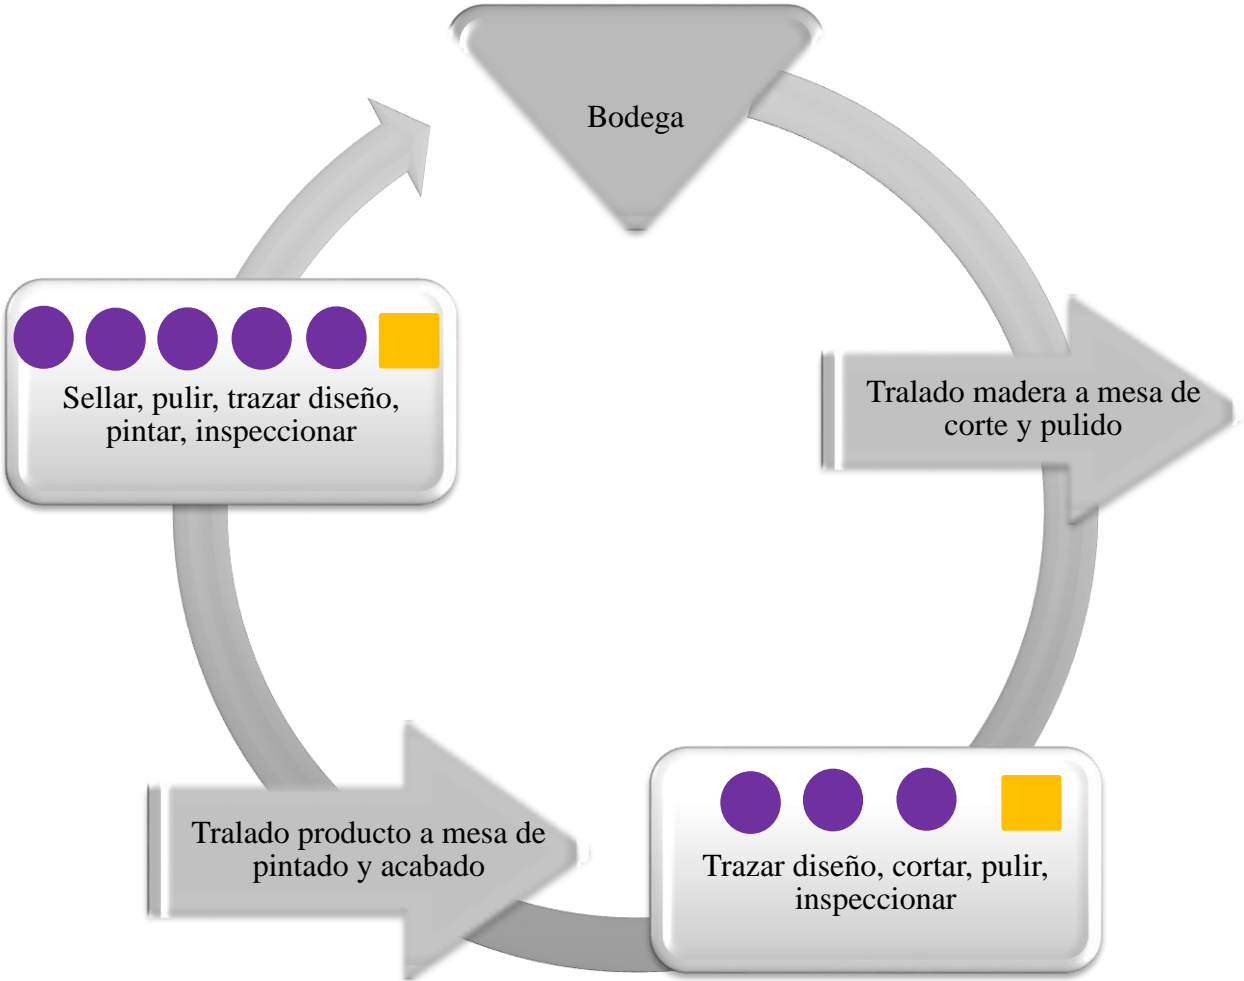 Bodega
Tralado madera a mesa de
corte y pulido
Trazar diseño, cortar, pulir,
inspeccionar
Tralado producto a mesa de
pintado y acabado
Sellar, pulir, trazar diseño,
pintar, inspeccionar